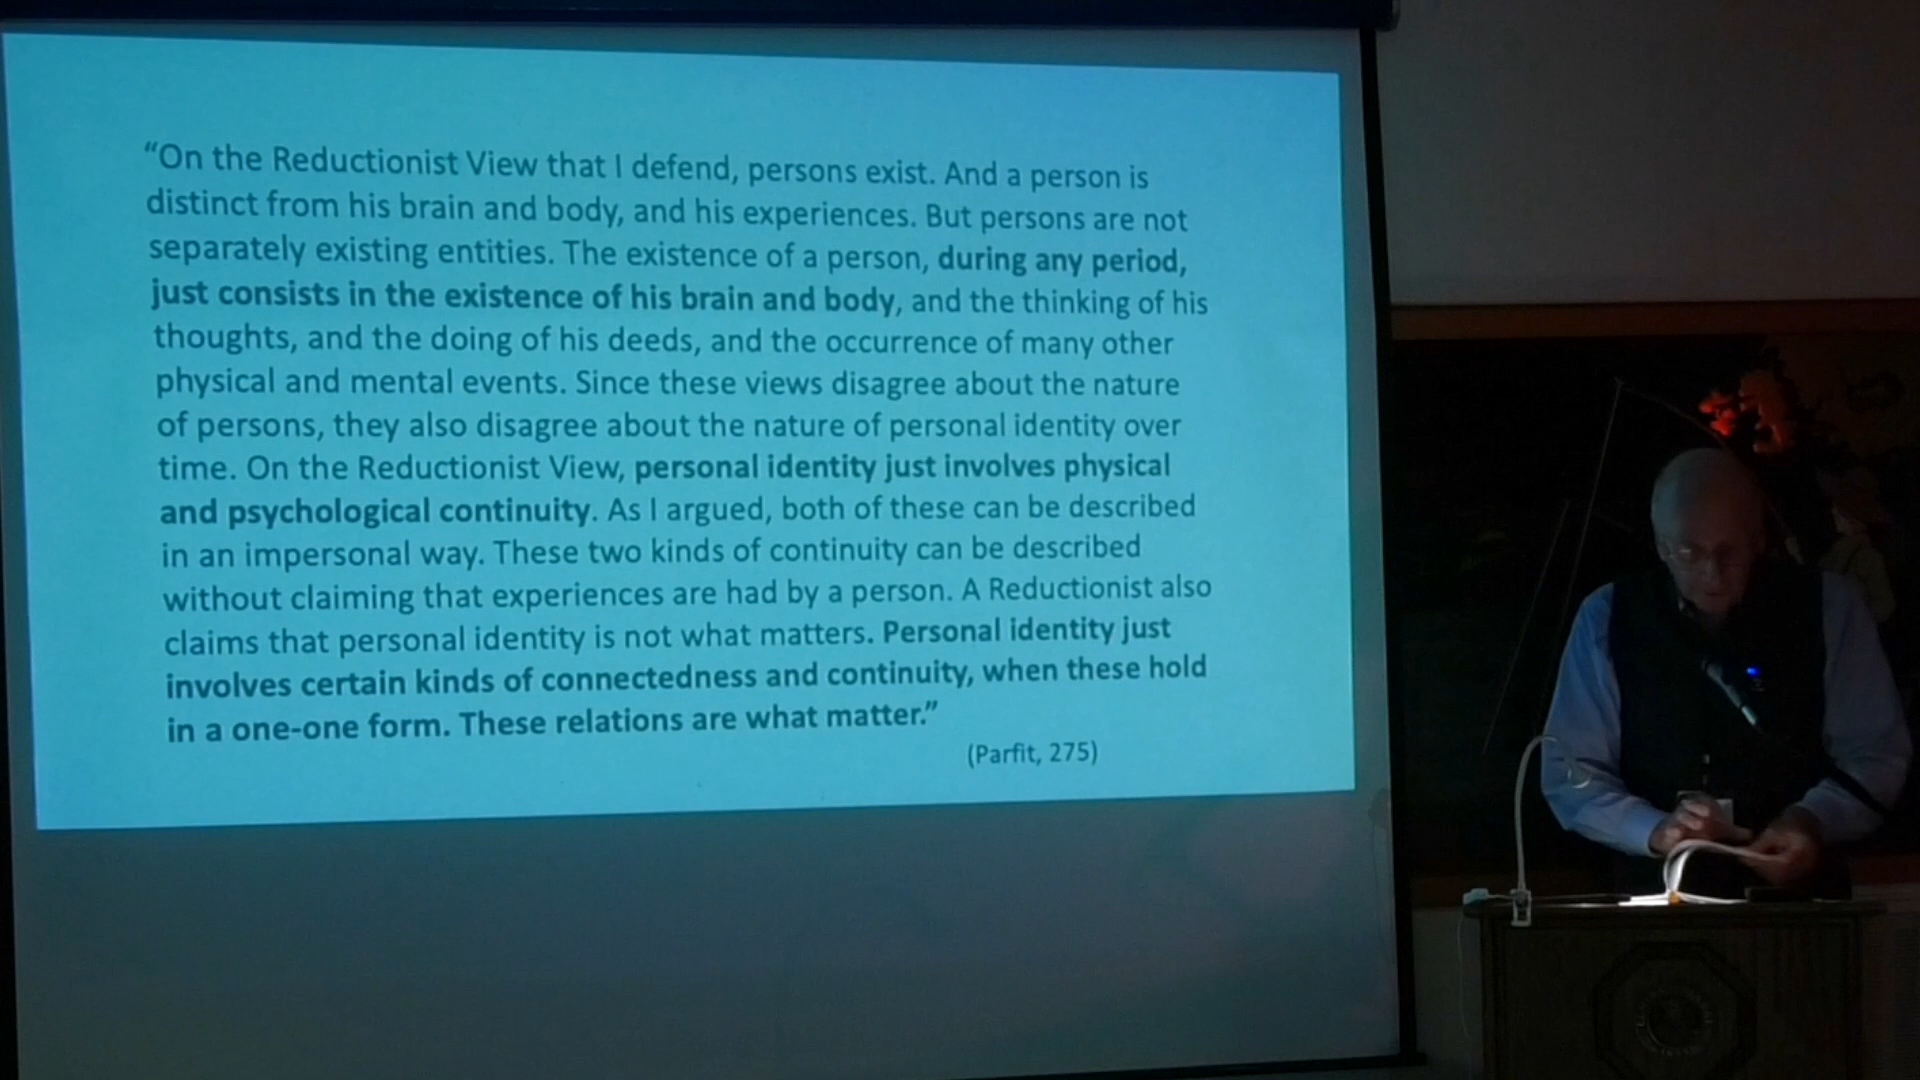 “On the Reductionist View that I defend, persons exist. And a person is
distinct from his brain and body, and his experiences. But persons are not
separately existing entities. The existence of a person, during any period,
just consists in the existence of his brain and body, and the thinking of his
thoughts, and the doing of his deeds, and the occurrence of many other
physical and mental events. Since these views disagree about the nature
of persons, they also disagree about the nature of personal identity over
time. On the Reductionist View, personal identity just involves physical
and psychological continuity. As I argued, both of these can be described
in an impersonal way. These two kinds of continuity can be described
without claiming that experiences are had by a person. A Reductionist also
claims that personal identity is not what matters. Personal identity just
involves certain kinds of connectedness and continuity, when these hold
in a one-one form. These relations are what matter.”
(Parfit, 275)